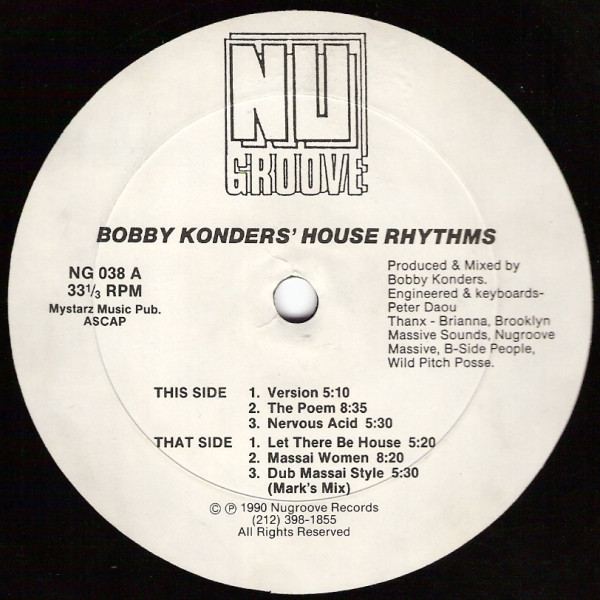 NU
GROOVE
BOBBY KONDERS' HOUSE RHYTHMS
NG 038 A
33⅓ RPM
Mystarz Music Pub.
ASCAP
Produced & Mixed by
Bobby Konders.
Engineered & keyboards-
Peter Daou
Thanx - Brianna, Brooklyn
Massive Sounds, Nugroove
Massive, B-Side People,
Wild Pitch Posse.
THIS SIDE 1. Version 5:10
2. The Poem 8:35
3. Nervous Acid 5:30
THAT SIDE 1. Let There Be House 5:20
2. Massai Women 8:20
3. Dub Massai Style 5:30
(Mark's Mix)
© ℗ 1990 Nugroove Records
(212) 398-1855
All Rights Reserved